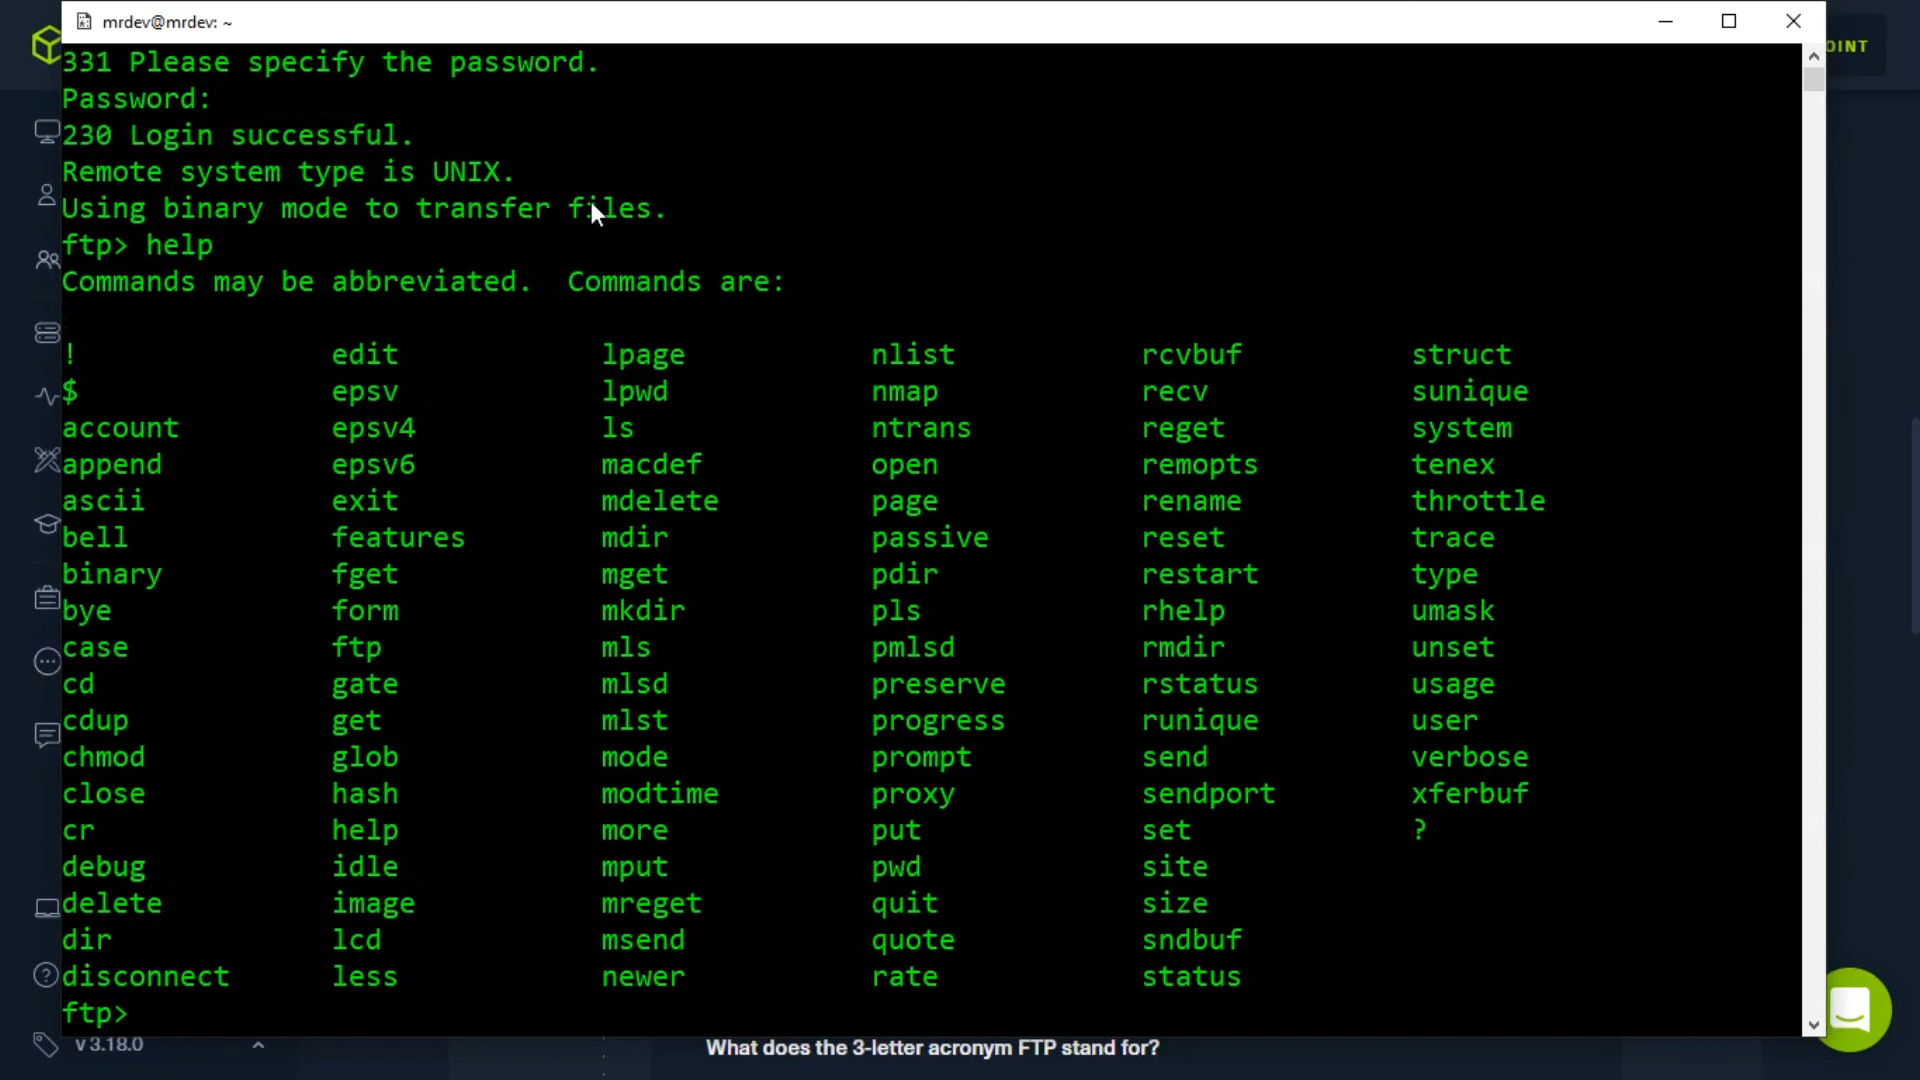 mrdev@mrdev: ~
OINT
331 Please specify the password.
Password:
230 Login successful.
Remote system type is UNIX.
Using binary mode to transfer files.
ftp> help
Commands may be abbreviated.  Commands are:
! edit lpage nlist rcvbuf struct
$ epsv lpwd nmap recv sunique
account epsv4 ls ntrans reget system
append epsv6 macdef open remopts tenex
ascii exit mdelete page rename throttle
bell features mdir passive reset trace
binary fget mget pdir restart type
bye form mkdir pls rhelp umask
case ftp mls pmlsd rmdir unset
cd gate mlsd preserve rstatus usage
cdup get mlst progress runique user
chmod glob mode prompt send verbose
close hash modtime proxy sendport xferbuf
cr help more put set ?
debug idle mput pwd site
delete image mreget quit size
dir lcd msend quote sndbuf
disconnect less newer rate status
ftp>
v 3.18.0
What does the 3-letter acronym FTP stand for?